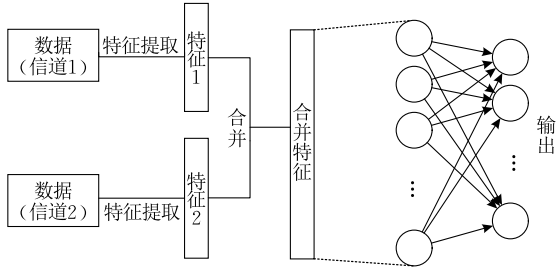 数据
（信道1）
特征提取
特征1
合并
合并特征
数据
（信道2）
特征提取
特征2
...
...
输出